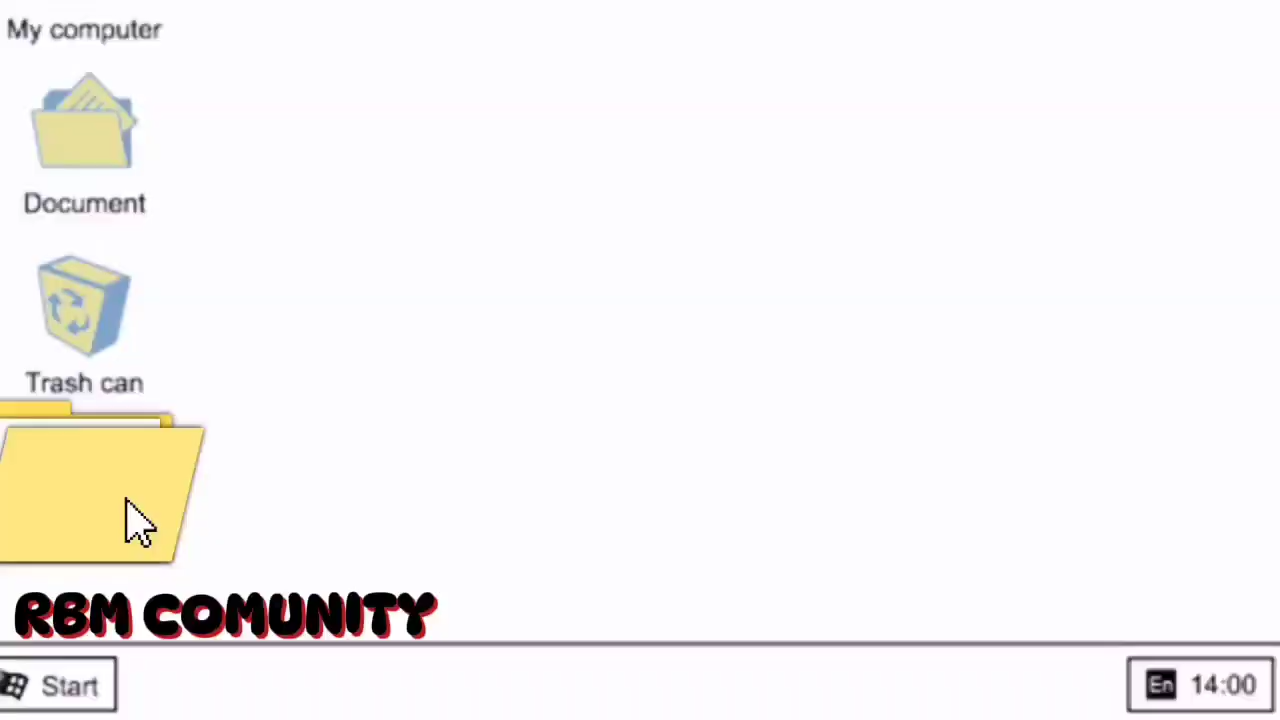 My computer
Document
Trash can
RBM COMUNITY
Start
En 14:00